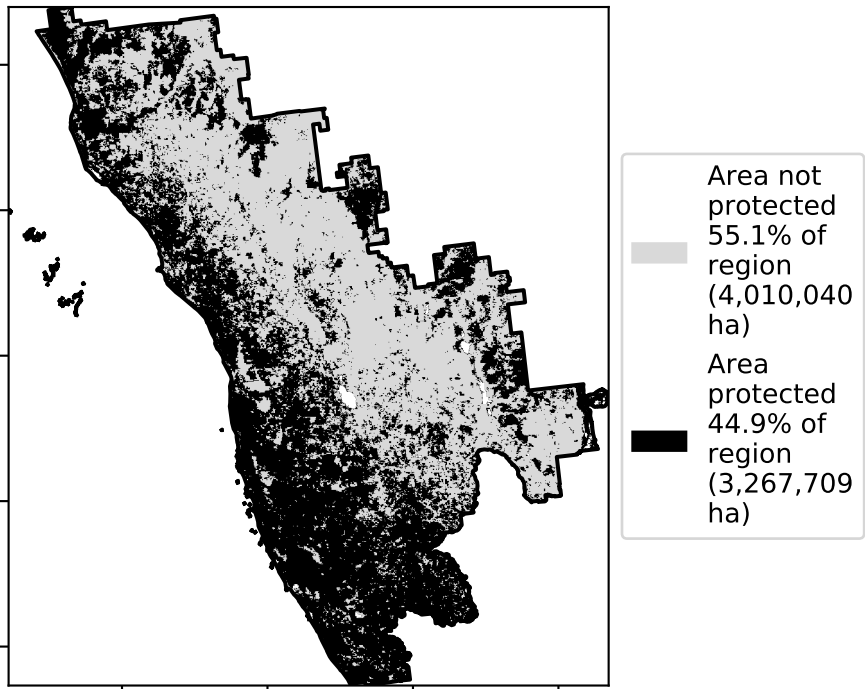 Area not
protected
55.1% of
region
(4,010,040
ha)
Area
protected
44.9% of
region
(3,267,709
ha)